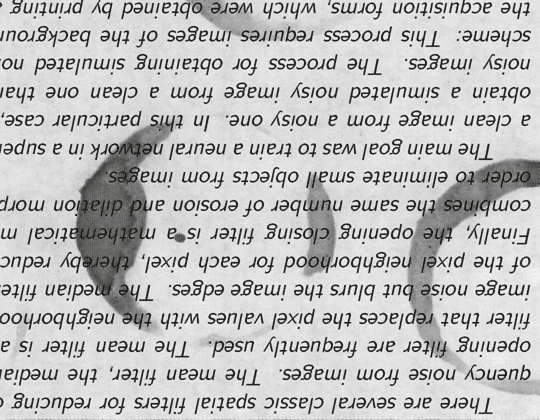 There are several classic spatial filters for reducing
quency noise from images. The mean filter, the median
opening filter are frequently used. The mean filter is a
filter that replaces the pixel values with the neighborhoo
image noise but blurs the image edges. The median filte
of the pixel neighborhood for each pixel, thereby reduc
Finally, the opening closing filter is a mathematical m
combines the same number of erosion and dilation morp
order to eliminate small objects from images.
The main goal was to train a neural network in a supe
a clean image from a noisy one. In this particular case,
obtain a simulated noisy image from a clean one than
noisy images. The process for obtaining simulated no
scheme: This process requires images of the backgroun
the acquisition forms, which were obtained by printing